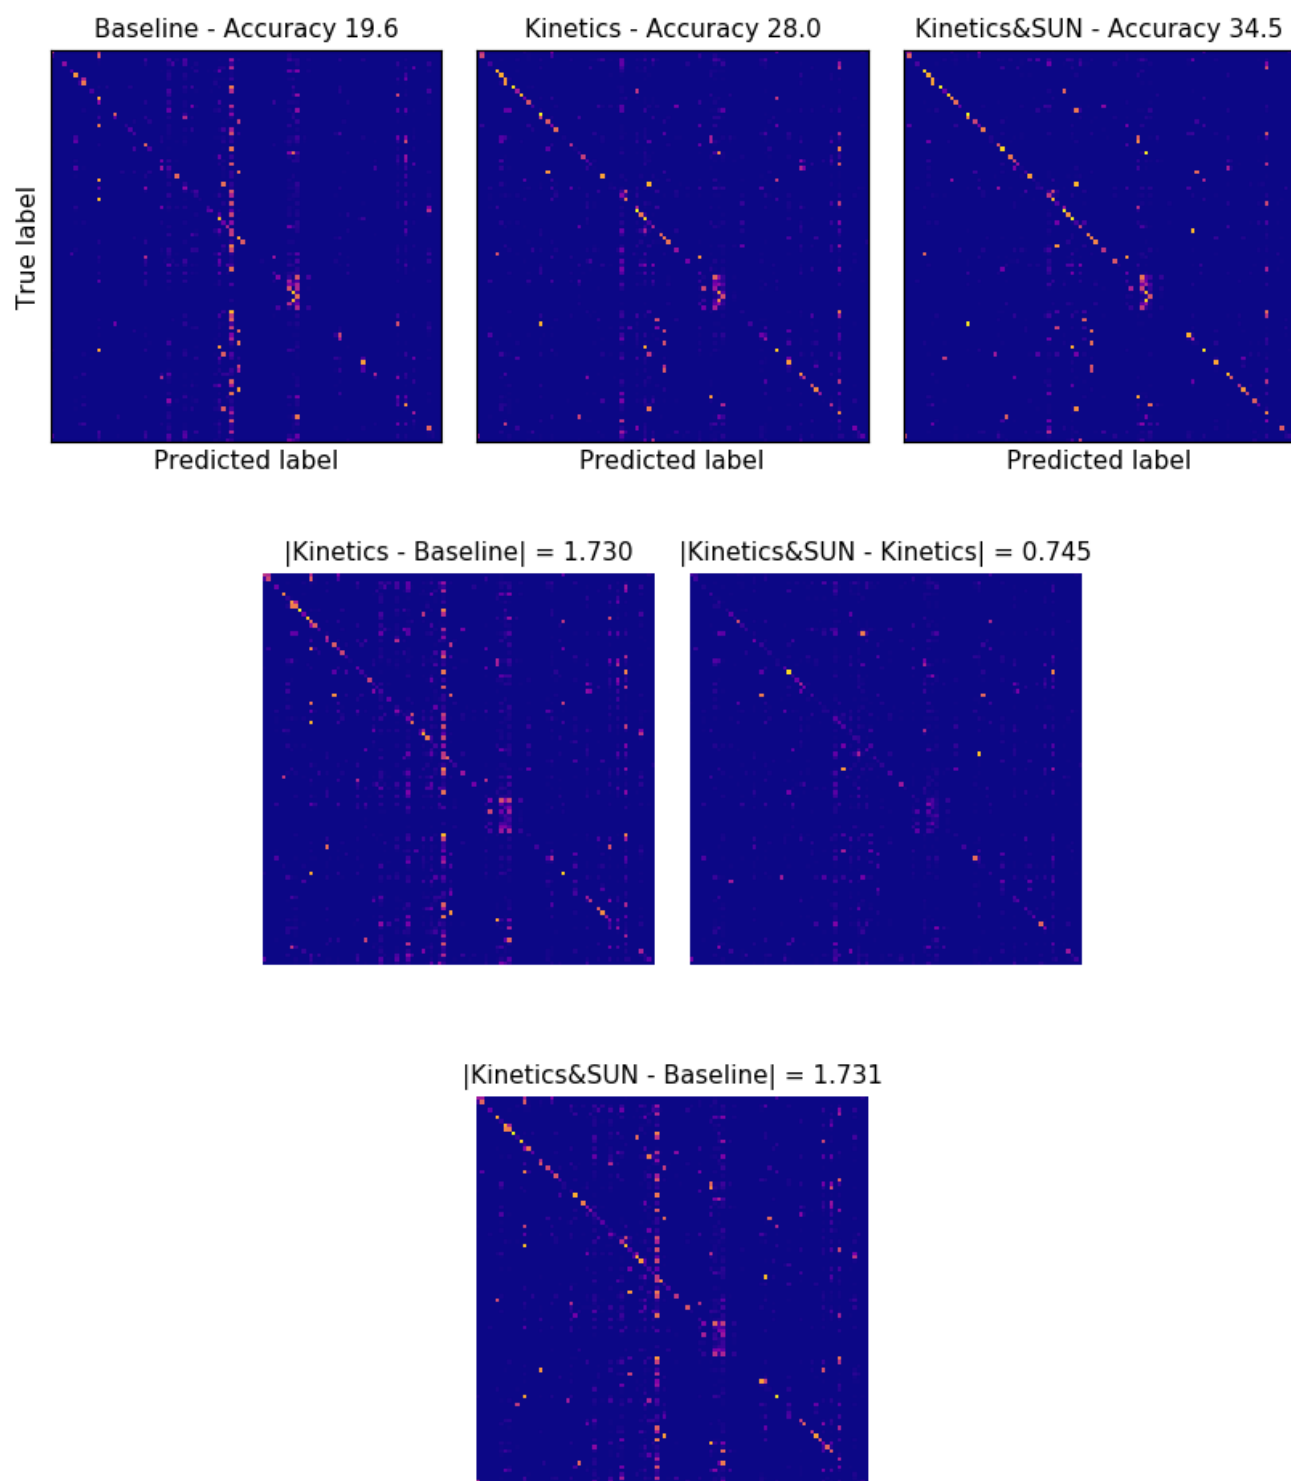 Baseline - Accuracy 19.6
Kinetics - Accuracy 28.0
Kinetics&SUN - Accuracy 34.5
True label
Predicted label
Predicted label
Predicted label
|Kinetics - Baseline| = 1.730
|Kinetics&SUN - Kinetics| = 0.745
|Kinetics&SUN - Baseline| = 1.731